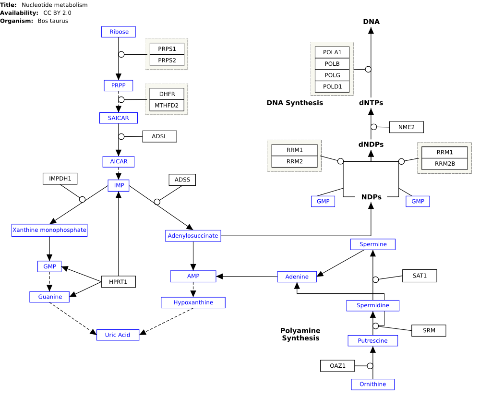 Title: Nucleotide metabolism
Availability: CC BY 2.0
Organism: Bos taurus
DNA
Ribose
PRPS1
PRPS2
POLA1
POLB
POLG
POLD1
PRPP
DHFR
MTHFD2
DNA Synthesis
dNTPs
SAICAR
NME2
ADSL
dNDPs
RRM1
RRM2
RRM1
RRM2B
AICAR
IMPDH1
ADSS
IMP
NDPs
GMP
GMP
Xanthine monophosphate
Adenylosuccinate
Spermine
GMP
AMP
Adenine
SAT1
HPRT1
Guanine
Hypoxanthine
Spermidine
Uric Acid
Polyamine
Synthesis
SRM
Putrescine
OAZ1
Ornithine